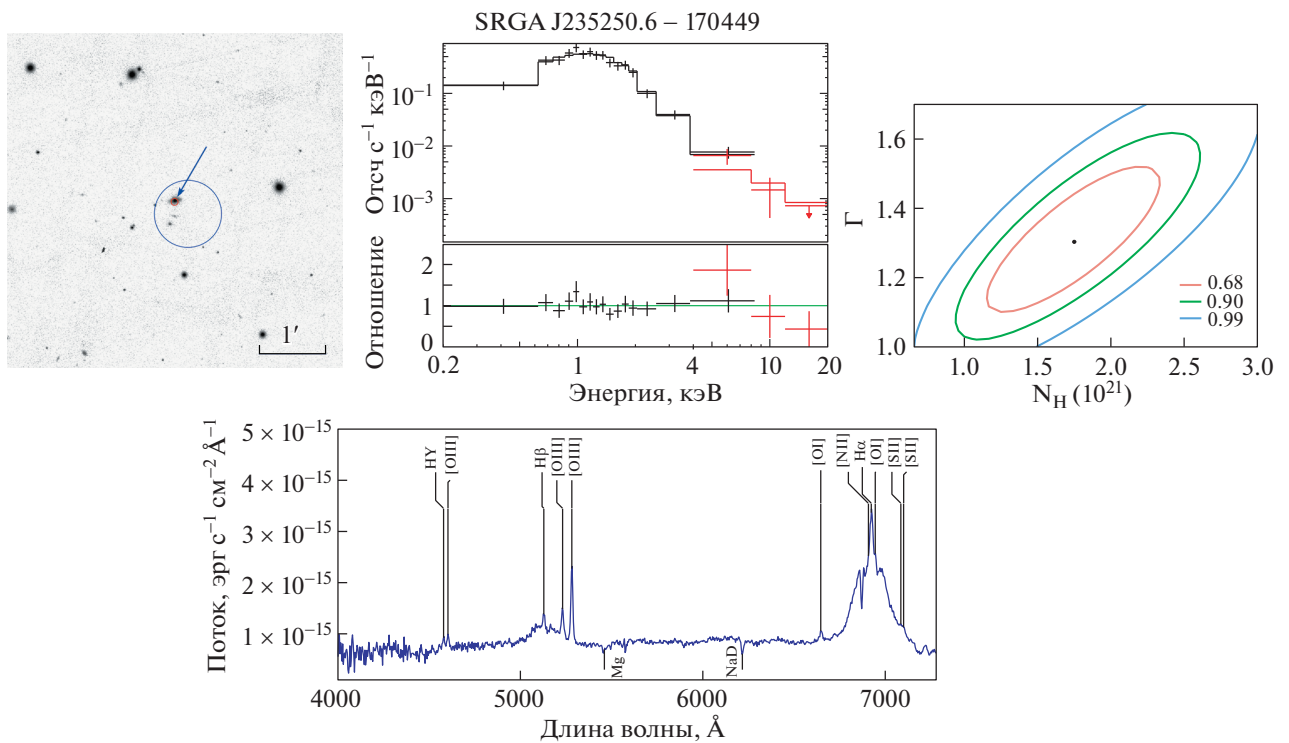 SRGA J235250.6 − 170449
1′
Отсч с⁻¹ кэВ⁻¹
10⁻¹
10⁻²
10⁻³
Отношение
2
1
0
0.2
1
10
20
Энергия, кэВ
Γ
1.6
1.4
1.2
1.0
0.68
0.90
0.99
1.0
1.5
2.0
2.5
3.0
N_H (10²¹)
Поток, эрг с⁻¹ см⁻² Å⁻¹
5 × 10⁻¹⁵
4 × 10⁻¹⁵
3 × 10⁻¹⁵
2 × 10⁻¹⁵
1 × 10⁻¹⁵
HY
[OIII]
Hβ
[OIII]
[OIII]
[OI]
[NII]
Hα
[OI]
[SII]
[SII]
Mg
NaD
4000
5000
6000
7000
Длина волны, Å